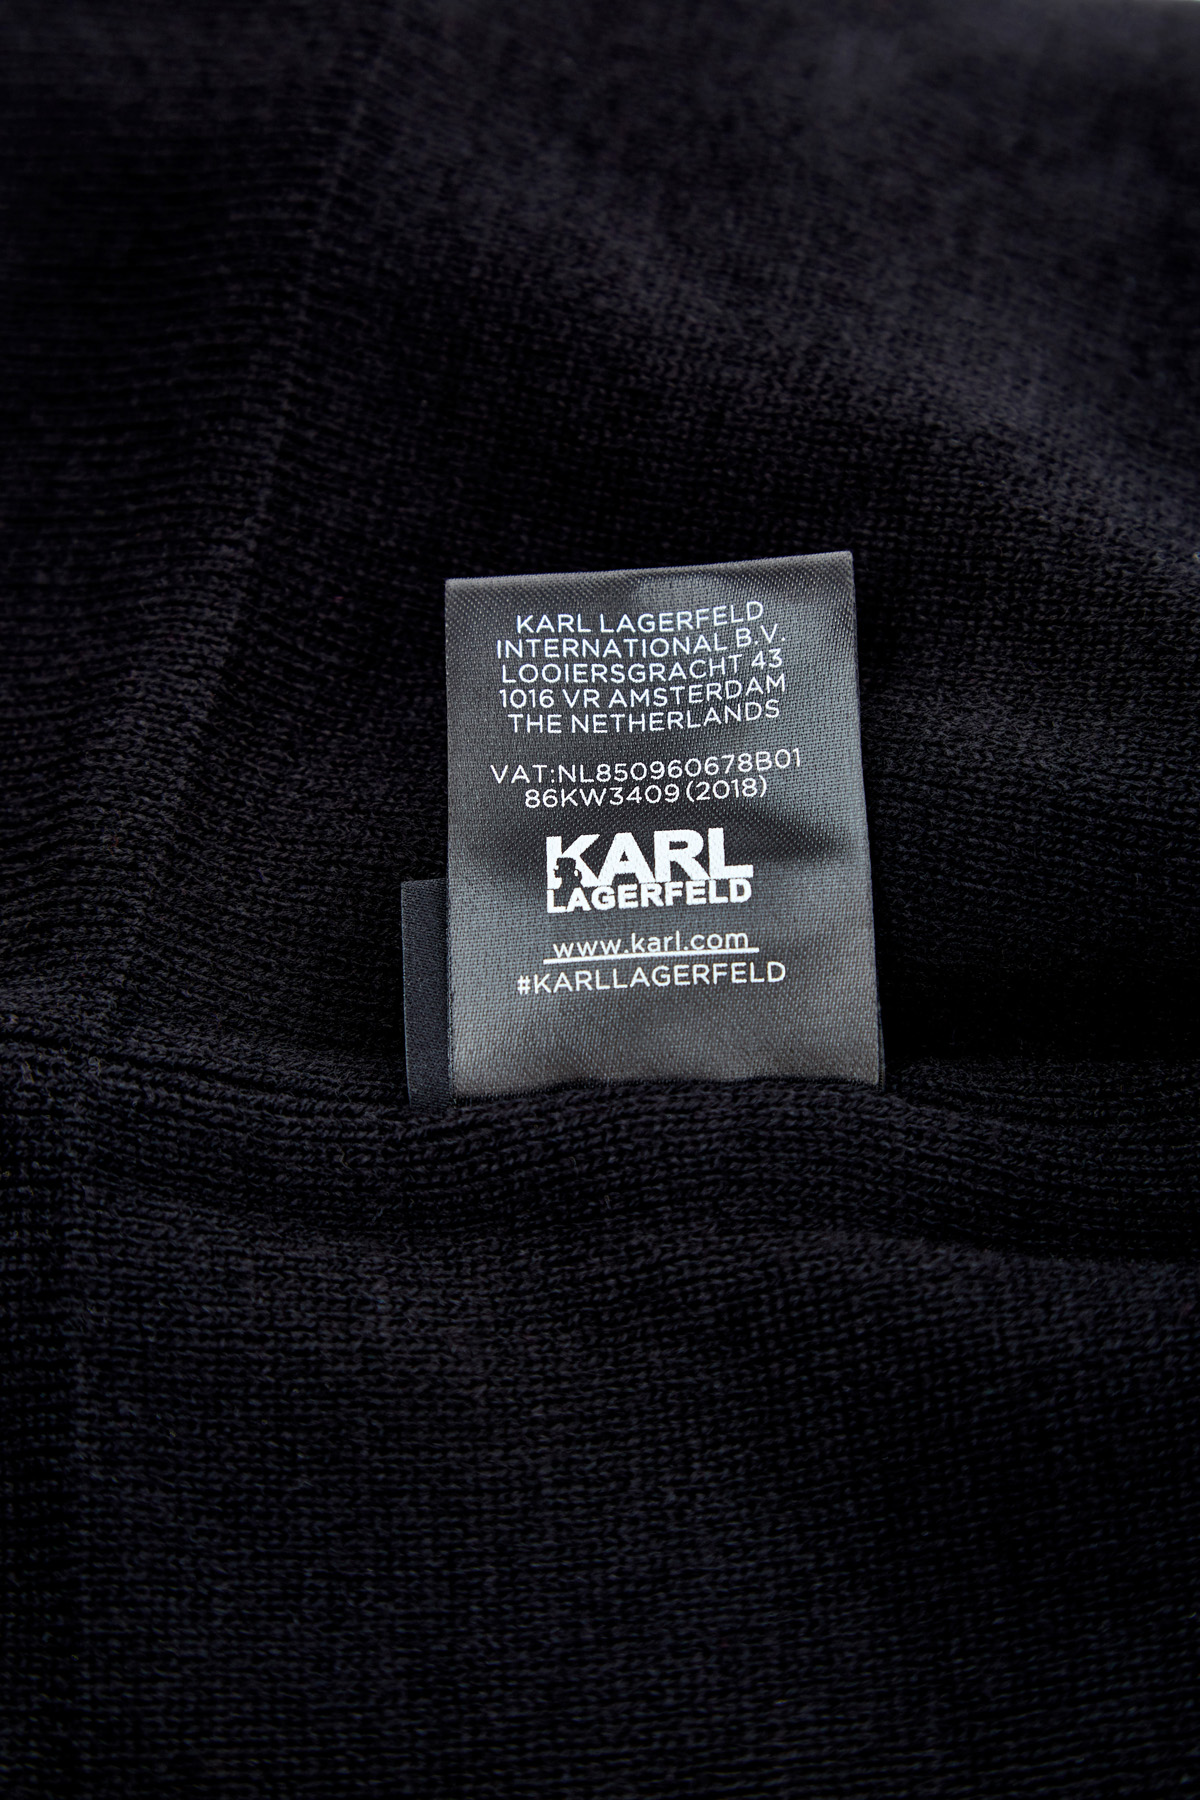 KARL LAGERFELD
INTERNATIONAL B.V.
LOOIERSGRACHT 43
1016 VR AMSTERDAM
THE NETHERLANDS
VAT:NL850960678B01
86KW3409(2018)
KARL
LAGERFELD
www.karl.com
#KARLLAGERFELD